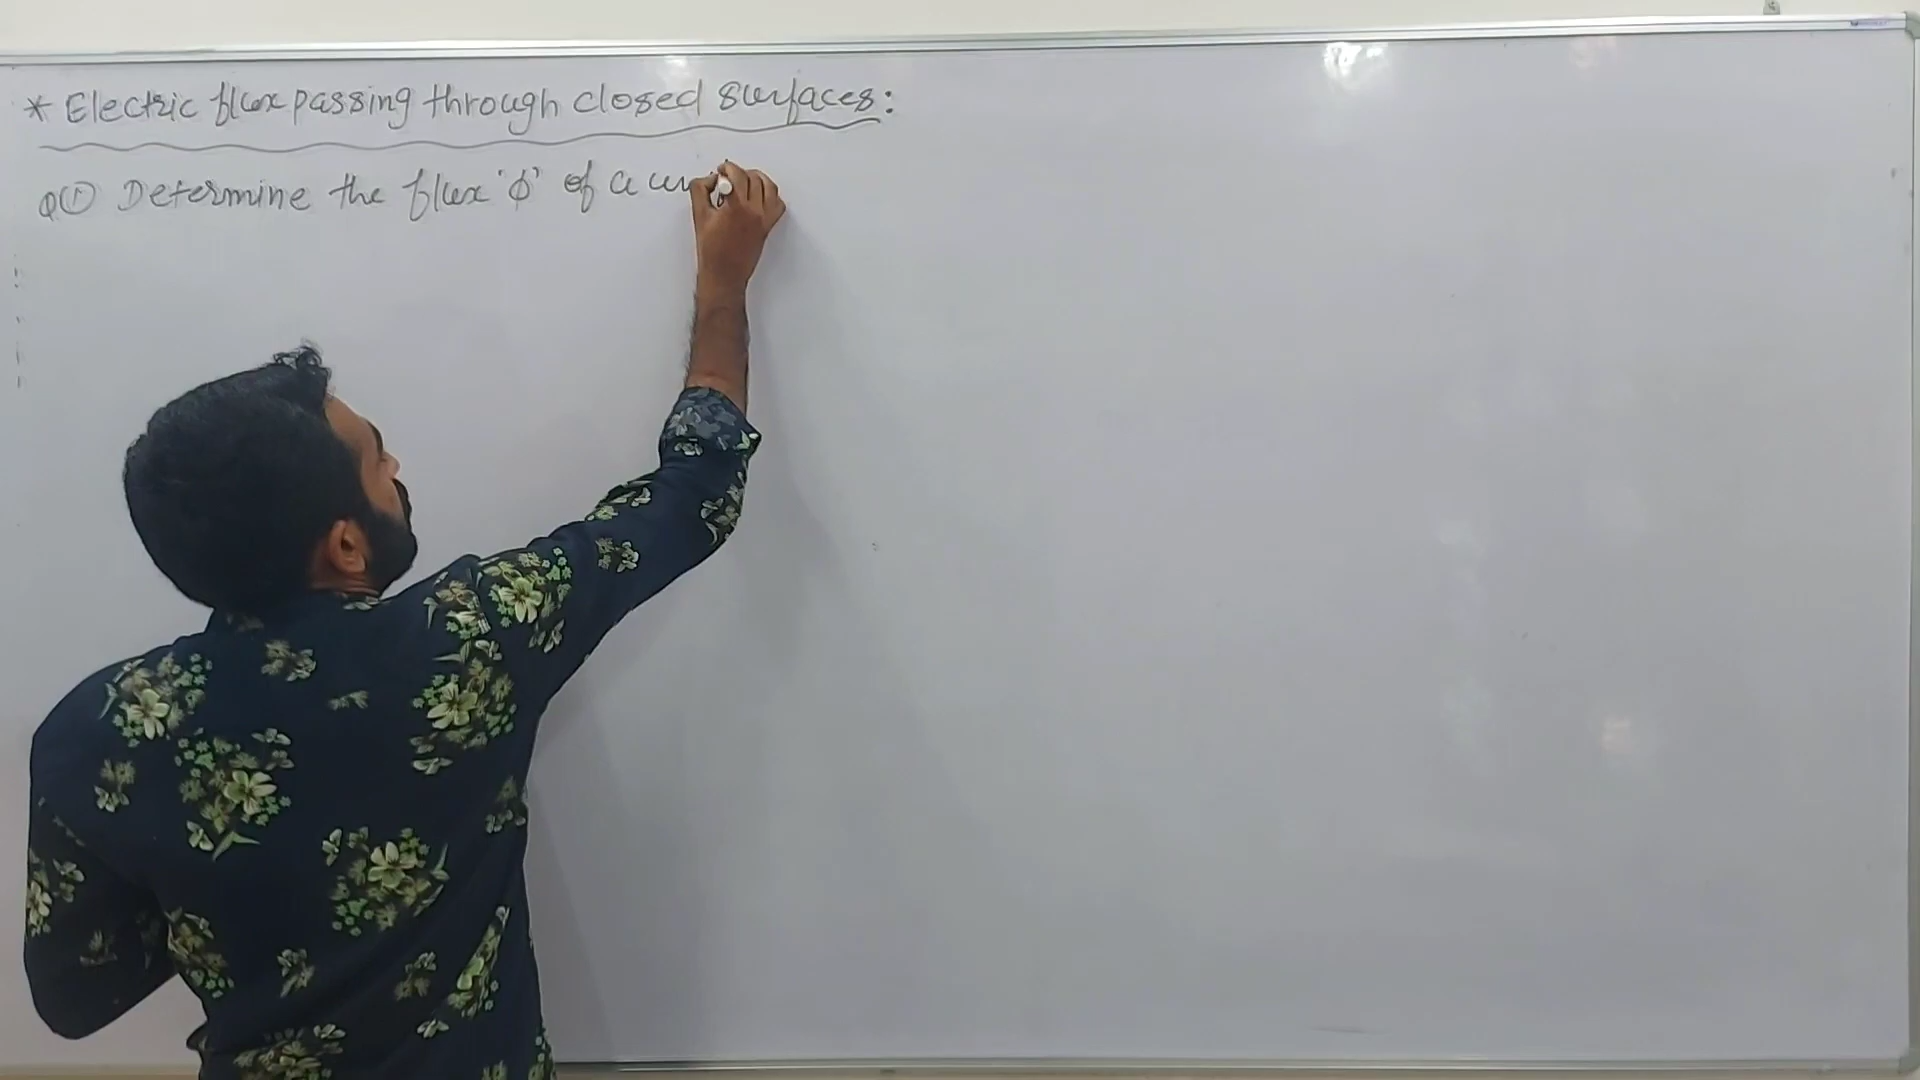 * Electric flux passing through closed surfaces:
Q① Determine the flux 'ϕ' of a